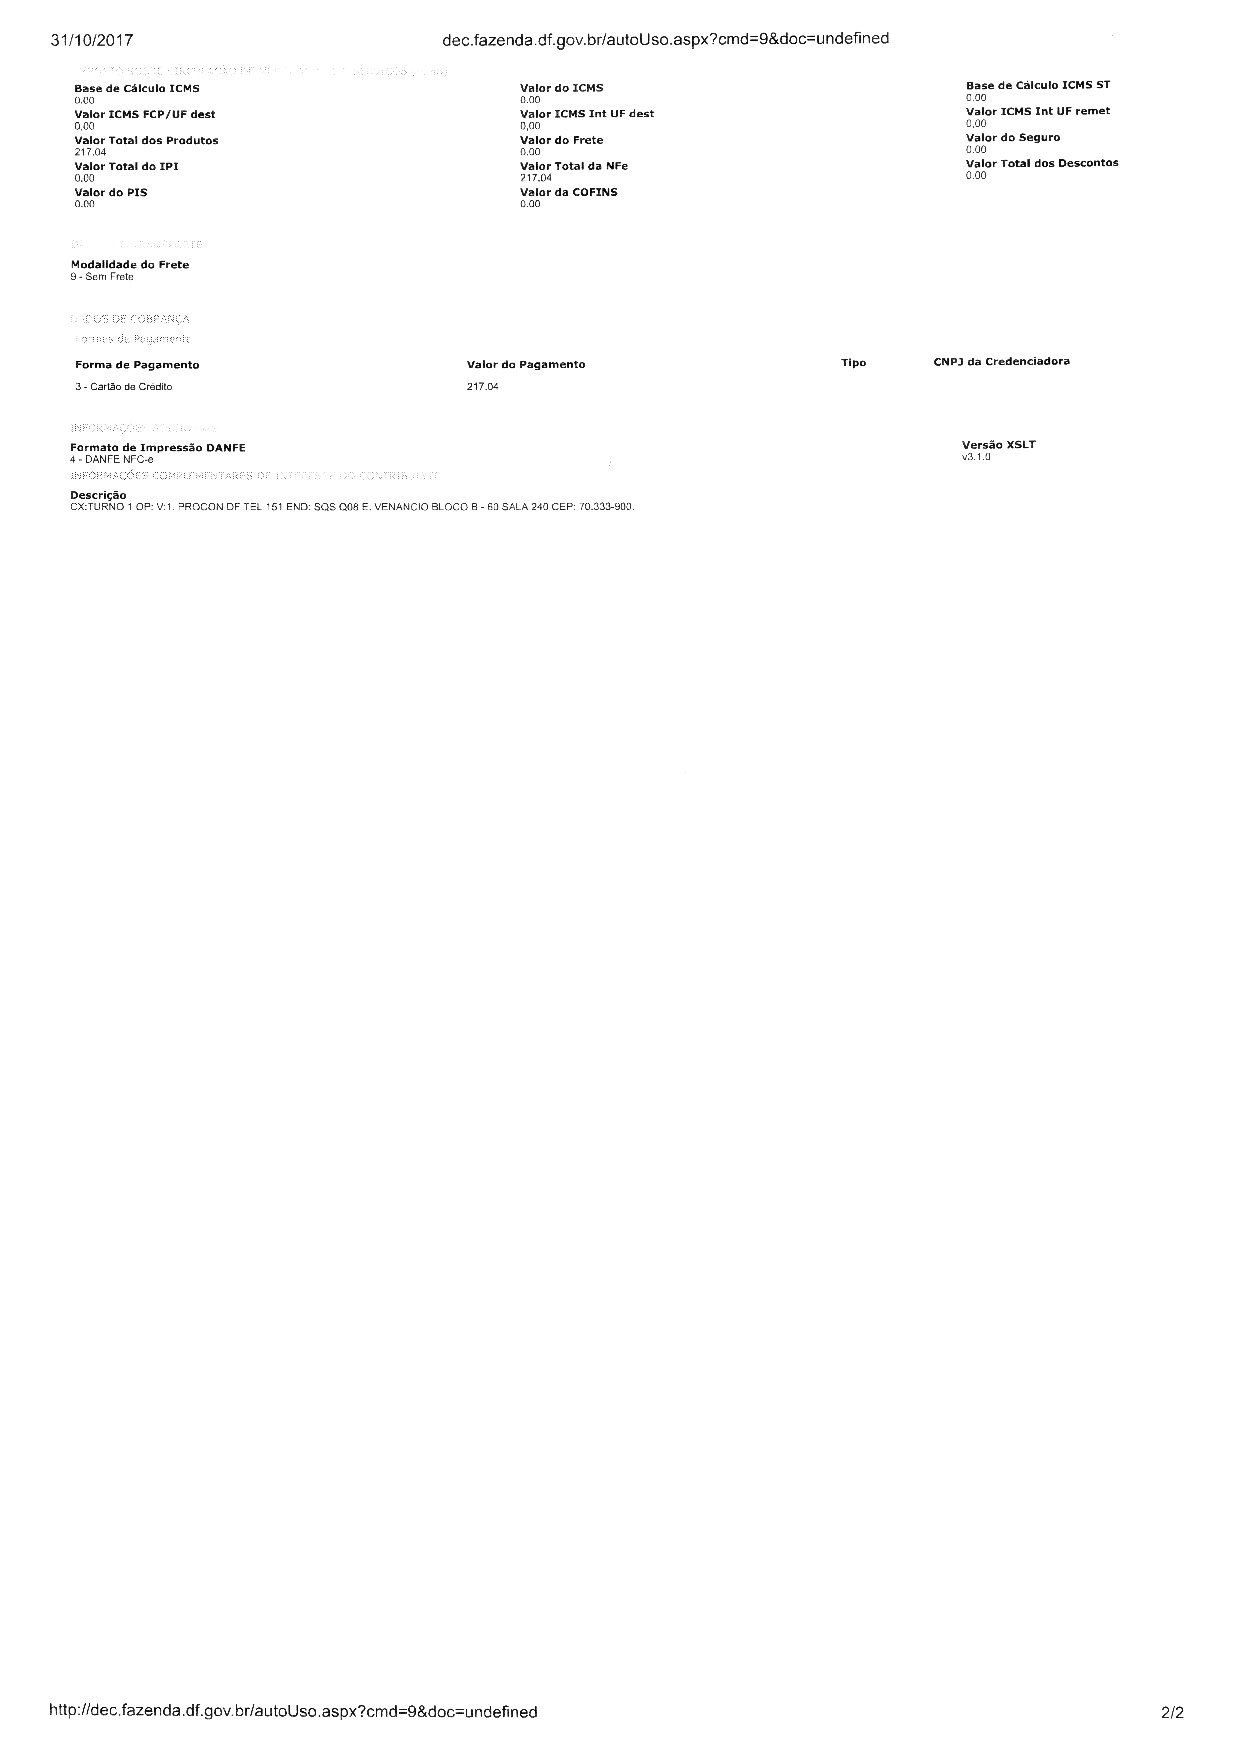 31/10/2017 dec.fazenda.df.gov.br/autoUso.aspx?cmd=9&doc=undefined
Base de Cálculo ICMS Valor do ICMS Base de Cálculo ICMS ST
0.00 0.00 0.00
Valor ICMS FCP/UF dest Valor ICMS Int UF dest Valor ICMS Int UF remet
0,00 0,00 0,00
Valor Total dos Produtos Valor do Frete Valor do Seguro
217.04 0.00 0.00
Valor Total do IPI Valor Total da NFe Valor Total dos Descontos
0.00 217.04 0.00
Valor do PIS Valor da COFINS
0.00 0.00
Modalidade do Frete
9 - Sem Frete
DADOS DE COBRANÇA
Formas de Pagamento
Forma de Pagamento Valor do Pagamento Tipo CNPJ da Credenciadora
3 - Cartão de Crédito 217.04
INFORMAÇÕES
Formato de Impressão DANFE Versão XSLT
4 - DANFE NFC-e v3.1.0
INFORMAÇÕES COMPLEMENTARES DE INTERESSE DO CONTRIBUINTE
Descrição
CX:TURNO 1 OP: V:1. PROCON DF TEL 151 END: SQS Q08 E. VENANCIO BLOCO B - 60 SALA 240 CEP: 70.333-900.
http://dec.fazenda.df.gov.br/autoUso.aspx?cmd=9&doc=undefined 2/2